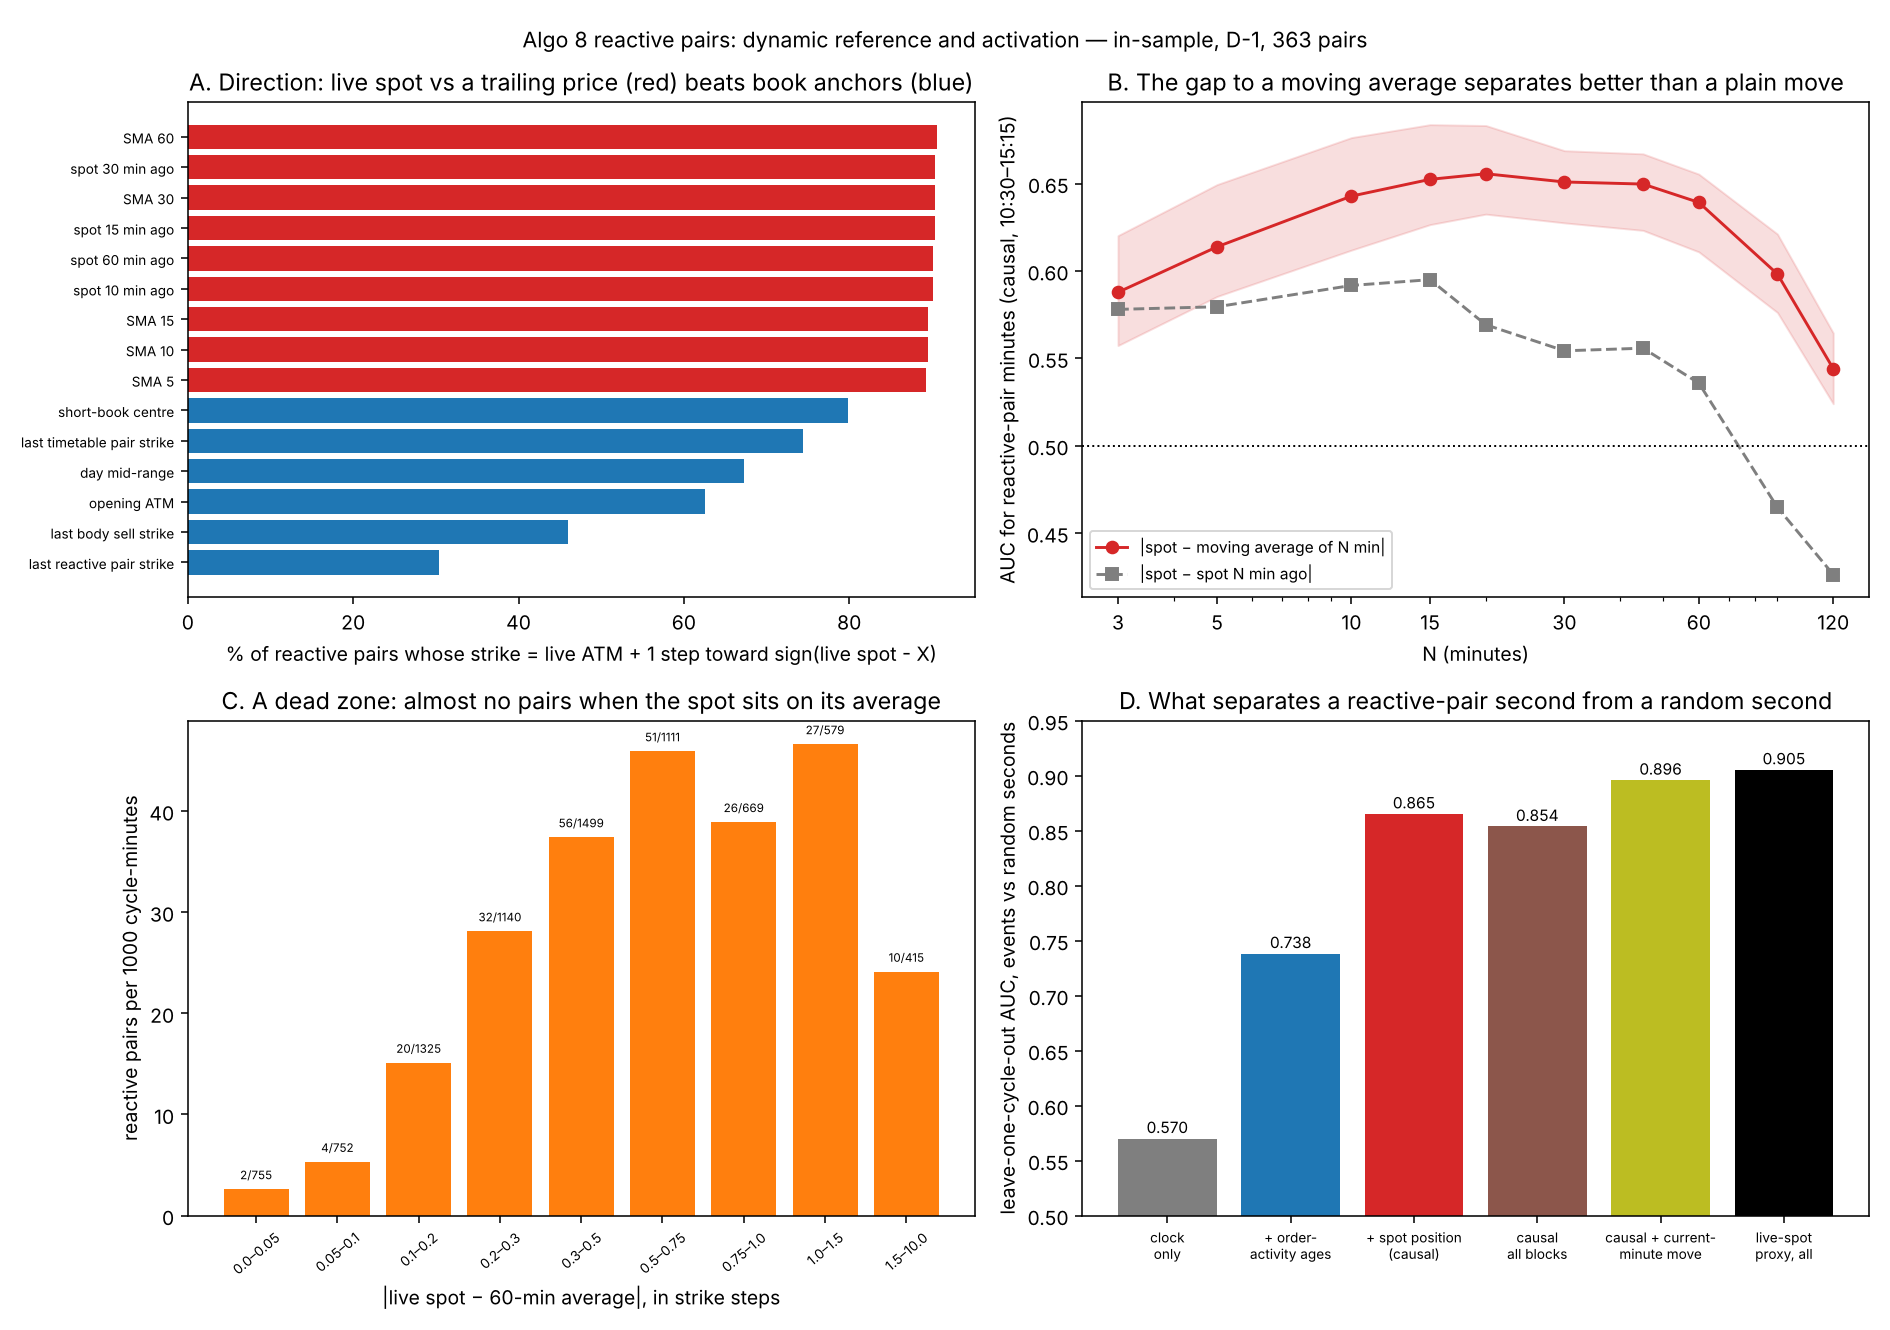 Algo 8 reactive pairs: dynamic reference and activation — in-sample, D-1, 363 pairs
A. Direction: live spot vs a trailing price (red) beats book anchors (blue)
SMA 60
spot 30 min ago
SMA 30
spot 15 min ago
spot 60 min ago
spot 10 min ago
SMA 15
SMA 10
SMA 5
short-book centre
last timetable pair strike
day mid-range
opening ATM
last body sell strike
last reactive pair strike
0 20 40 60 80
% of reactive pairs whose strike = live ATM + 1 step toward sign(live spot - X)
B. The gap to a moving average separates better than a plain move
AUC for reactive-pair minutes (causal, 10:30–15:15)
0.65
0.60
0.55
0.50
0.45
|spot − moving average of N min|
|spot − spot N min ago|
3 5 10 15 30 60 120
N (minutes)
C. A dead zone: almost no pairs when the spot sits on its average
reactive pairs per 1000 cycle-minutes
40
30
20
10
0
2/755
4/752
20/1325
32/1140
56/1499
51/1111
26/669
27/579
10/415
0.0–0.05
0.05–0.1
0.1–0.2
0.2–0.3
0.3–0.5
0.5–0.75
0.75–1.0
1.0–1.5
1.5–10.0
|live spot − 60-min average|, in strike steps
D. What separates a reactive-pair second from a random second
leave-one-cycle-out AUC, events vs random seconds
0.95
0.90
0.85
0.80
0.75
0.70
0.65
0.60
0.55
0.50
0.570
0.738
0.865
0.854
0.896
0.905
clock
only
+ order-
activity ages
+ spot position
(causal)
causal
all blocks
causal + current-
minute move
live-spot
proxy, all